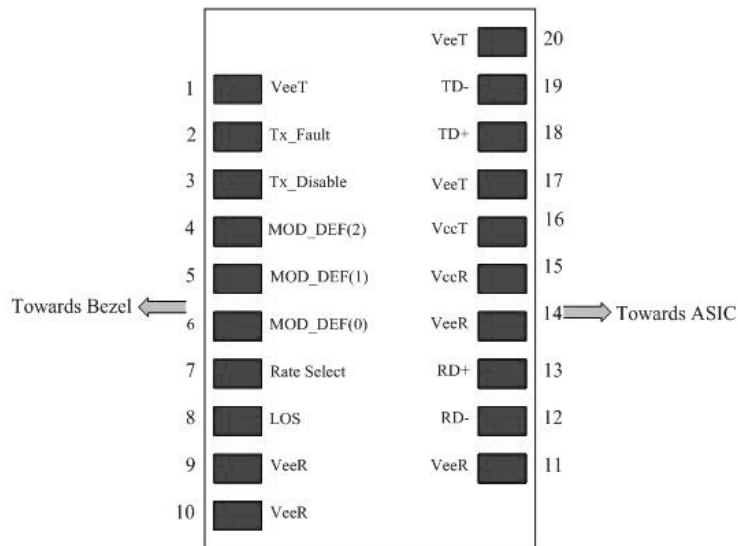 VeeT 20
1 VeeT TD- 19
2 Tx_Fault TD+ 18
3 Tx_Disable VeeT 17
4 MOD_DEF(2) VccT 16
5 MOD_DEF(1) VccR 15
Towards Bezel
6 MOD_DEF(0) VeeR 14
Towards ASIC
7 Rate Select RD+ 13
8 LOS RD- 12
9 VeeR VeeR 11
10 VeeR